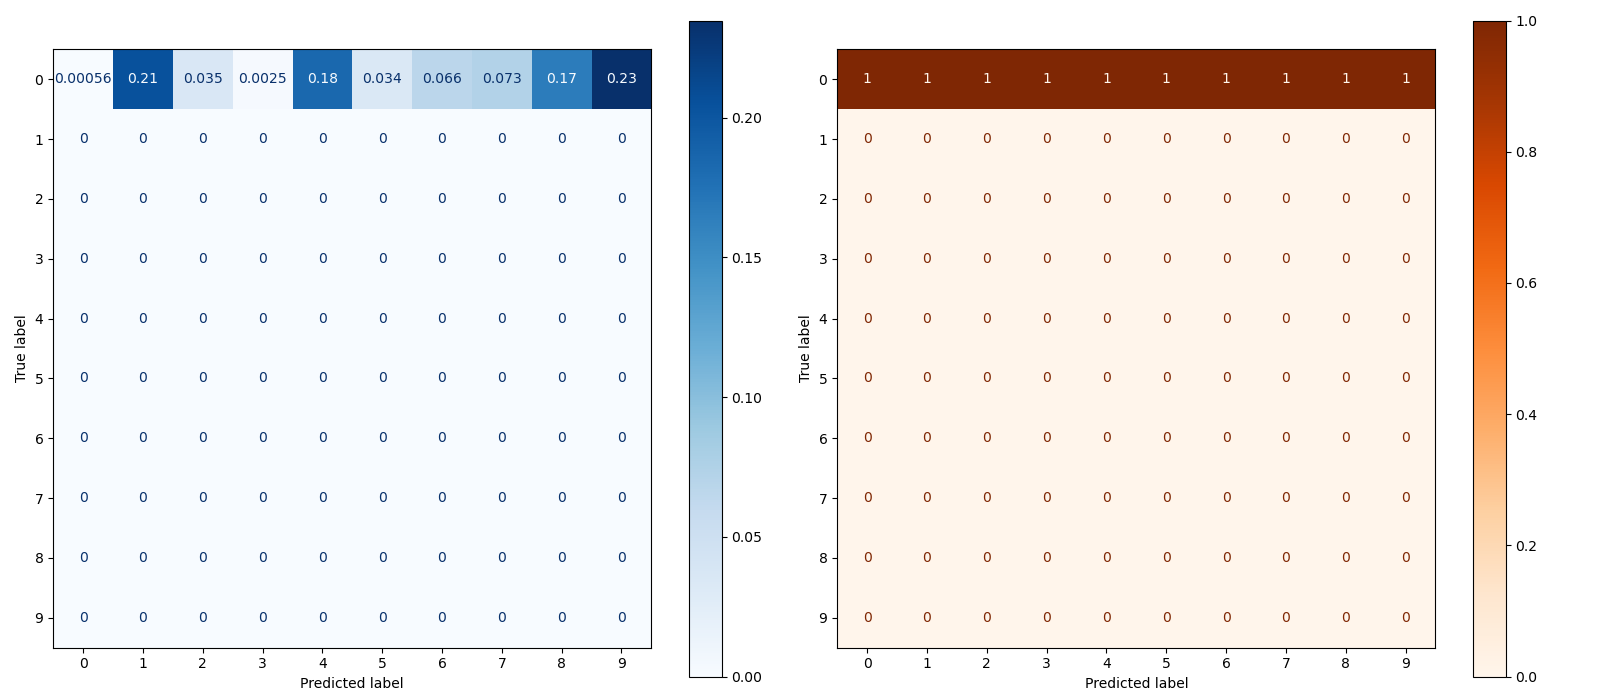 0 0.00056 0.21 0.035 0.0025 0.18 0.034 0.066 0.073 0.17 0.23
1 0 0 0 0 0 0 0 0 0 0
2 0 0 0 0 0 0 0 0 0 0
3 0 0 0 0 0 0 0 0 0 0
4 0 0 0 0 0 0 0 0 0 0
5 0 0 0 0 0 0 0 0 0 0
6 0 0 0 0 0 0 0 0 0 0
7 0 0 0 0 0 0 0 0 0 0
8 0 0 0 0 0 0 0 0 0 0
9 0 0 0 0 0 0 0 0 0 0
0 1 2 3 4 5 6 7 8 9
Predicted label
True label
0.20
0.15
0.10
0.05
0.00
0 1 1 1 1 1 1 1 1 1 1
1 0 0 0 0 0 0 0 0 0 0
2 0 0 0 0 0 0 0 0 0 0
3 0 0 0 0 0 0 0 0 0 0
4 0 0 0 0 0 0 0 0 0 0
5 0 0 0 0 0 0 0 0 0 0
6 0 0 0 0 0 0 0 0 0 0
7 0 0 0 0 0 0 0 0 0 0
8 0 0 0 0 0 0 0 0 0 0
9 0 0 0 0 0 0 0 0 0 0
0 1 2 3 4 5 6 7 8 9
Predicted label
True label
1.0
0.8
0.6
0.4
0.2
0.0